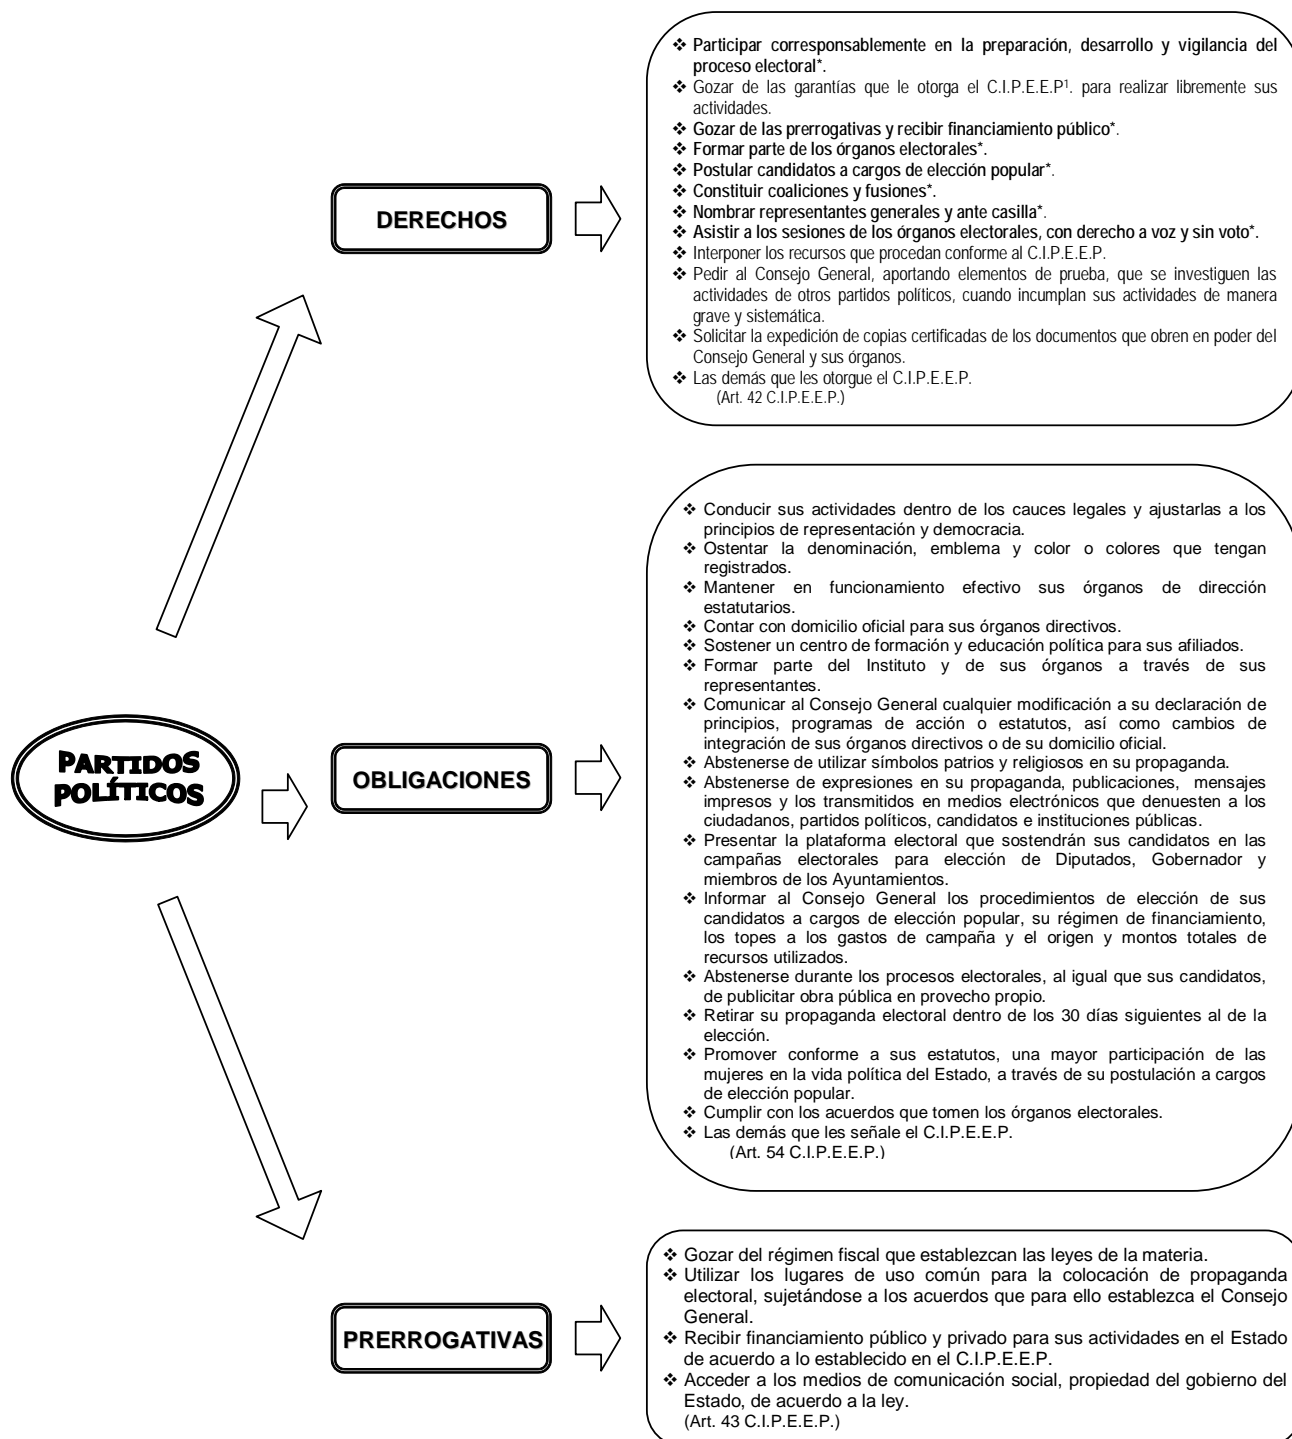 ❖ Participar corresponsablemente en la preparación, desarrollo y vigilancia del
proceso electoral*.
❖ Gozar de las garantías que le otorga el C.I.P.E.E.P¹. para realizar libremente sus
actividades.
❖ Gozar de las prerrogativas y recibir financiamiento público*.
❖ Formar parte de los órganos electorales*.
❖ Postular candidatos a cargos de elección popular*.
❖ Constituir coaliciones y fusiones*.
❖ Nombrar representantes generales y ante casilla*.
❖ Asistir a los sesiones de los órganos electorales, con derecho a voz y sin voto*.
❖ Interponer los recursos que procedan conforme al C.I.P.E.E.P.
❖ Pedir al Consejo General, aportando elementos de prueba, que se investiguen las
actividades de otros partidos políticos, cuando incumplan sus actividades de manera
grave y sistemática.
❖ Solicitar la expedición de copias certificadas de los documentos que obren en poder del
Consejo General y sus órganos.
❖ Las demás que les otorgue el C.I.P.E.E.P.
(Art. 42 C.I.P.E.E.P.)
DERECHOS
❖ Conducir sus actividades dentro de los cauces legales y ajustarlas a los
principios de representación y democracia.
❖ Ostentar la denominación, emblema y color o colores que tengan
registrados.
❖ Mantener en funcionamiento efectivo sus órganos de dirección
estatutarios.
❖ Contar con domicilio oficial para sus órganos directivos.
❖ Sostener un centro de formación y educación política para sus afiliados.
❖ Formar parte del Instituto y de sus órganos a través de sus
representantes.
❖ Comunicar al Consejo General cualquier modificación a su declaración de
principios, programas de acción o estatutos, así como cambios de
integración de sus órganos directivos o de su domicilio oficial.
❖ Abstenerse de utilizar símbolos patrios y religiosos en su propaganda.
❖ Abstenerse de expresiones en su propaganda, publicaciones, mensajes
impresos y los transmitidos en medios electrónicos que denuesten a los
ciudadanos, partidos políticos, candidatos e instituciones públicas.
❖ Presentar la plataforma electoral que sostendrán sus candidatos en las
campañas electorales para elección de Diputados, Gobernador y
miembros de los Ayuntamientos.
❖ Informar al Consejo General los procedimientos de elección de sus
candidatos a cargos de elección popular, su régimen de financiamiento,
los topes a los gastos de campaña y el origen y montos totales de
recursos utilizados.
❖ Abstenerse durante los procesos electorales, al igual que sus candidatos,
de publicitar obra pública en provecho propio.
❖ Retirar su propaganda electoral dentro de los 30 días siguientes al de la
elección.
❖ Promover conforme a sus estatutos, una mayor participación de las
mujeres en la vida política del Estado, a través de su postulación a cargos
de elección popular.
❖ Cumplir con los acuerdos que tomen los órganos electorales.
❖ Las demás que les señale el C.I.P.E.E.P.
(Art. 54 C.I.P.E.E.P.)
PARTIDOS
POLÍTICOS
OBLIGACIONES
❖ Gozar del régimen fiscal que establezcan las leyes de la materia.
❖ Utilizar los lugares de uso común para la colocación de propaganda
electoral, sujetándose a los acuerdos que para ello establezca el Consejo
General.
❖ Recibir financiamiento público y privado para sus actividades en el Estado
de acuerdo a lo establecido en el C.I.P.E.E.P.
❖ Acceder a los medios de comunicación social, propiedad del gobierno del
Estado, de acuerdo a la ley.
(Art. 43 C.I.P.E.E.P.)
PRERROGATIVAS